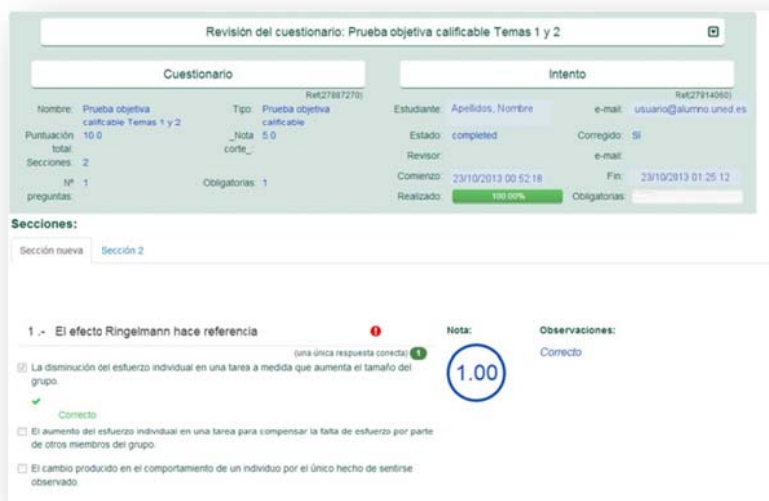 Revisión del cuestionario: Prueba objetiva calificable Temas 1 y 2
Cuestionario
Ref(27887270)
Nombre: Prueba objetiva calificable Temas 1 y 2
Tipo: Prueba objetiva calificable
Puntuación total: 10.0
_Nota corte_: 5.0
Secciones: 2
Nº preguntas: 1
Obligatorias: 1
Intento
Ref(27914060)
Estudiante: Apellidos, Nombre
e-mail: usuario@alumno.uned.es
Estado: completed
Corregido: SI
Revisor:
e-mail:
Comienzo: 23/10/2013 00:52:18
Fin: 23/10/2013 01:25:12
Realizado: 100.00%
Obligatorias:
Secciones:
Sección nueva Sección 2
1 .- El efecto Ringelmann hace referencia
(una única respuesta correcta) 1
La disminución del esfuerzo individual en una tarea a medida que aumenta el tamaño del
grupo.
Correcto
El aumento del esfuerzo individual en una tarea para compensar la falta de esfuerzo por parte
de otros miembros del grupo.
El cambio producido en el comportamiento de un individuo por el único hecho de sentirse
observado.
Nota:
1.00
Observaciones:
Correcto